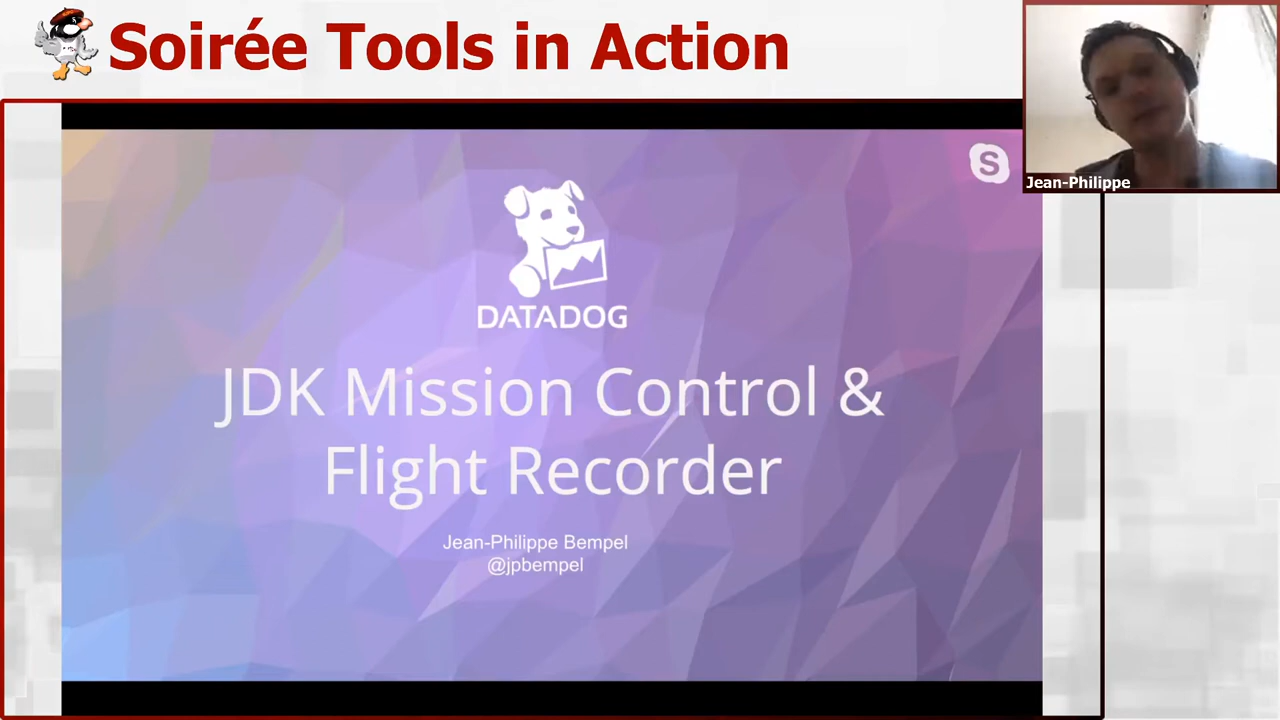 Soirée Tools in Action
Jean-Philippe
S
DATADOG
JDK Mission Control &
Flight Recorder
Jean-Philippe Bempel
@jpbempel